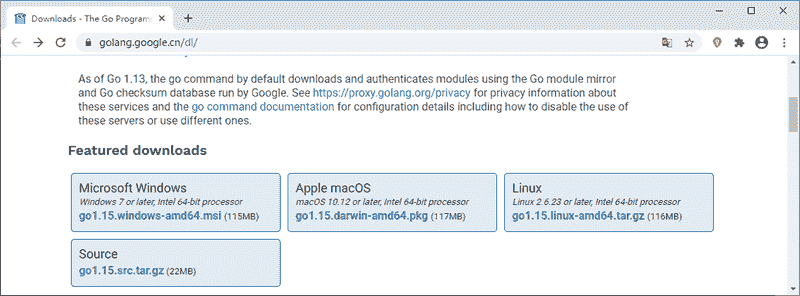 Downloads - The Go Program
golang.google.cn/dl/
As of Go 1.13, the go command by default downloads and authenticates modules using the Go module mirror
and Go checksum database run by Google. See https://proxy.golang.org/privacy for privacy information about
these services and the go command documentation for configuration details including how to disable the use of
these servers or use different ones.
Featured downloads
Microsoft Windows
Windows 7 or later, Intel 64-bit processor
go1.15.windows-amd64.msi (115MB)
Apple macOS
macOS 10.12 or later, Intel 64-bit processor
go1.15.darwin-amd64.pkg (117MB)
Linux
Linux 2.6.23 or later, Intel 64-bit processor
go1.15.linux-amd64.tar.gz (116MB)
Source
go1.15.src.tar.gz (22MB)